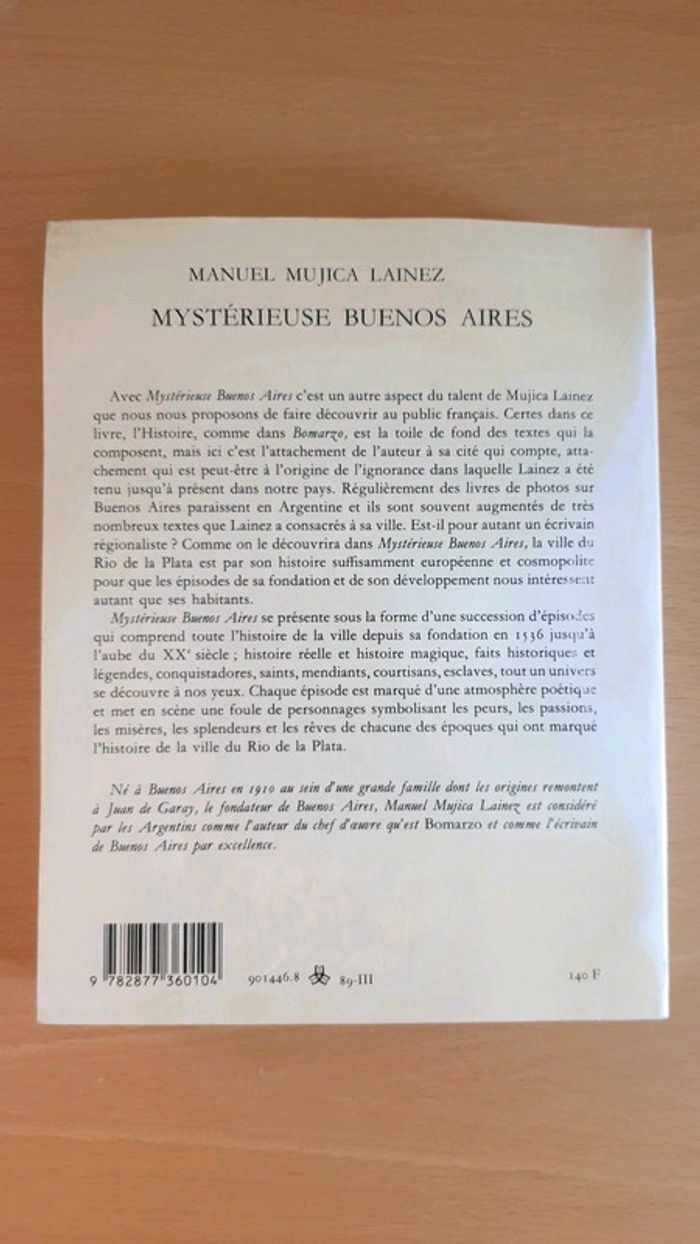 MANUEL MUJICA LAINEZ
MYSTÉRIEUSE BUENOS AIRES
Avec Mystérieuse Buenos Aires c'est un autre aspect du talent de Mujica Lainez
que nous nous proposons de faire découvrir au public français. Certes dans ce
livre, l'Histoire, comme dans Bomarzo, est la toile de fond des textes qui la
composent, mais ici c'est l'attachement de l'auteur à sa cité qui compte, atta-
chement qui est peut-être à l'origine de l'ignorance dans laquelle Lainez a été
tenu jusqu'à présent dans notre pays. Régulièrement des livres de photos sur
Buenos Aires paraissent en Argentine et ils sont souvent augmentés de très
nombreux textes que Lainez a consacrés à sa ville. Est-il pour autant un écrivain
régionaliste ? Comme on le découvrira dans Mystérieuse Buenos Aires, la ville du
Rio de la Plata est par son histoire suffisamment européenne et cosmopolite
pour que les épisodes de sa fondation et de son développement nous intéressent
autant que ses habitants.
Mystérieuse Buenos Aires se présente sous la forme d'une succession d'épisodes
qui comprend toute l'histoire de la ville depuis sa fondation en 1536 jusqu'à
l'aube du XXe siècle ; histoire réelle et histoire magique, faits historiques et
légendes, conquistadores, saints, mendiants, courtisans, esclaves, tout un univers
se découvre à nos yeux. Chaque épisode est marqué d'une atmosphère poétique
et met en scène une foule de personnages symbolisant les peurs, les passions,
les misères, les splendeurs et les rêves de chacune des époques qui ont marqué
l'histoire de la ville du Rio de la Plata.
Né à Buenos Aires en 1910 au sein d'une grande famille dont les origines remontent
à Juan de Garay, le fondateur de Buenos Aires, Manuel Mujica Lainez est considéré
par les Argentins comme l'auteur du chef d'œuvre qu'est Bomarzo et comme l'écrivain
de Buenos Aires par excellence.
9 782877 360104 901446.8 89-III 140 F